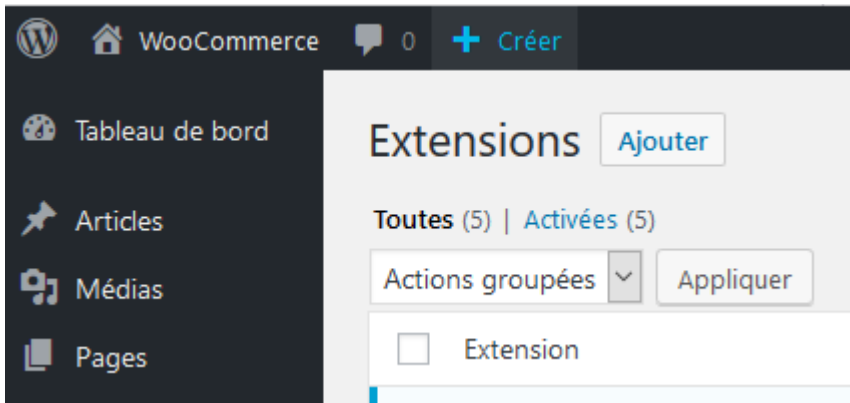 WooCommerce 0 Créer
Tableau de bord
Articles
Médias
Pages
Extensions Ajouter
Toutes (5) | Activées (5)
Actions groupées Appliquer
Extension